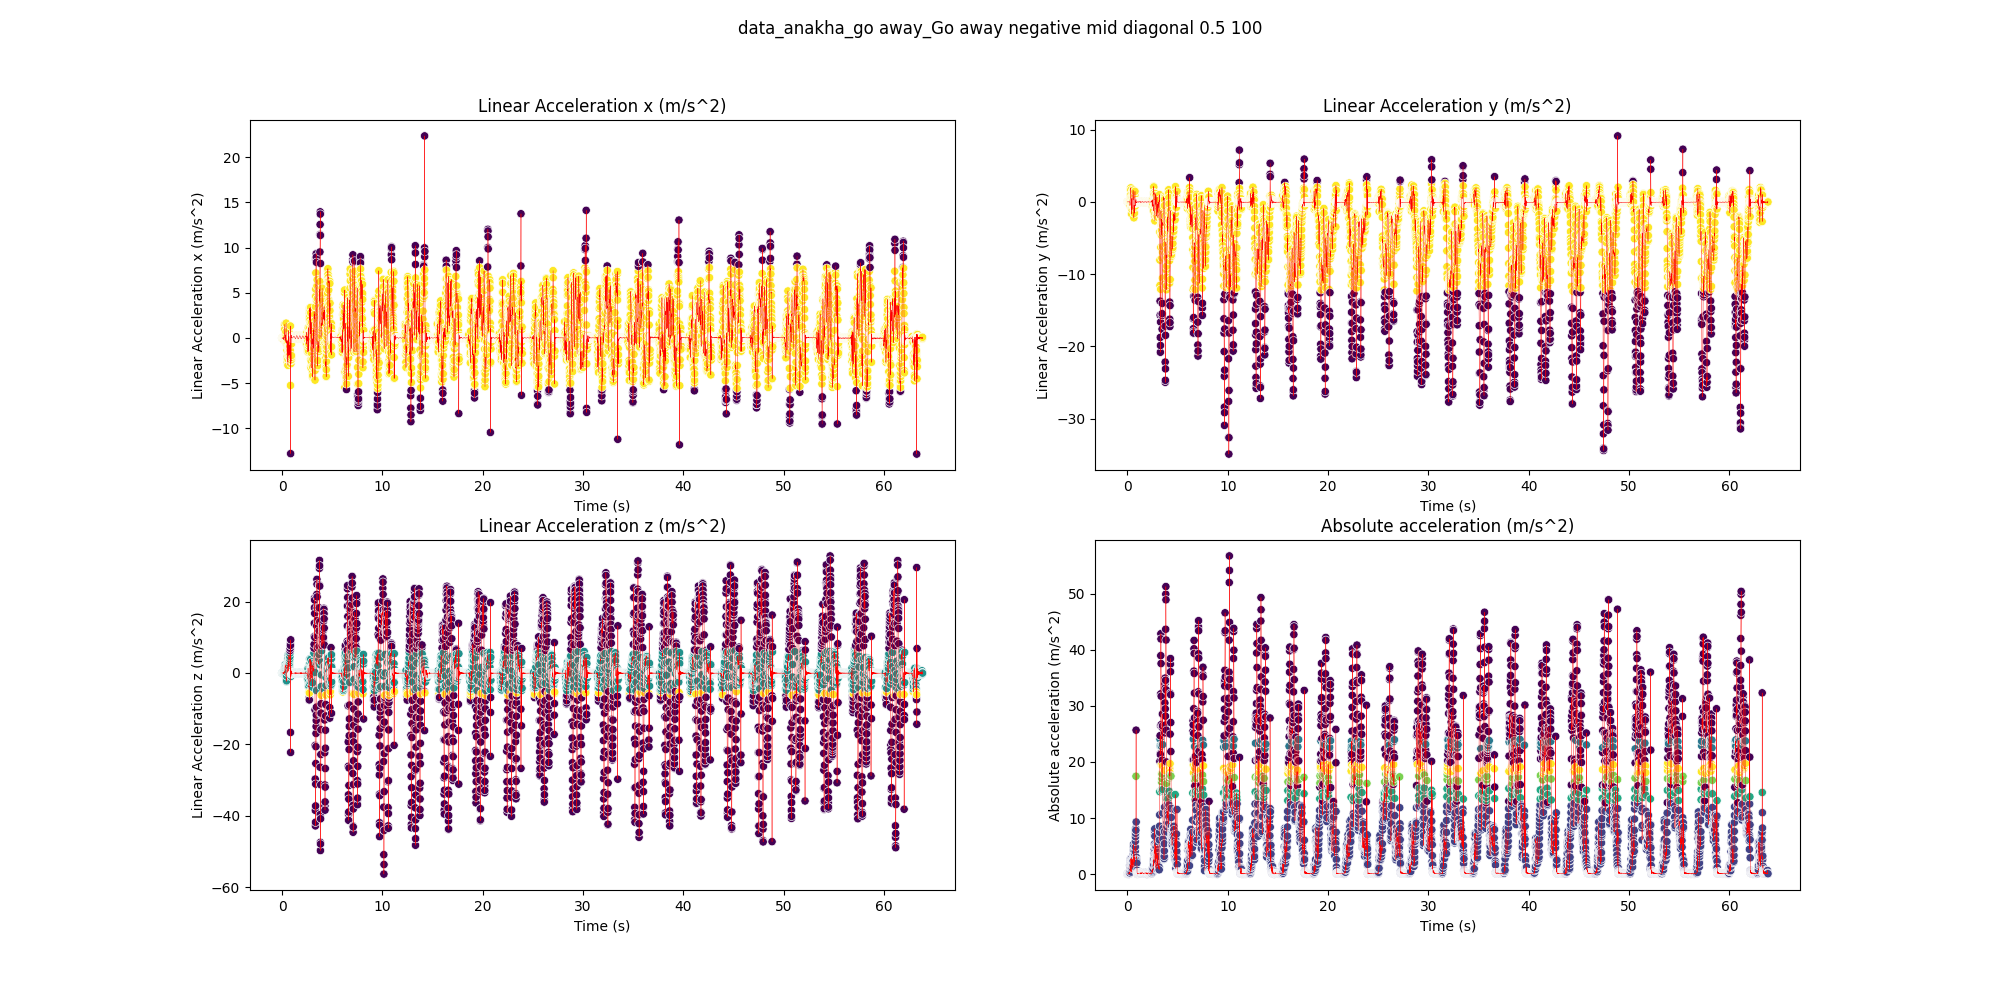 data_anakha_go away_Go away negative mid diagonal 0.5 100
Linear Acceleration x (m/s^2)
Linear Acceleration x (m/s^2)
20
15
10
5
0
−5
−10
0 10 20 30 40 50 60
Time (s)
Linear Acceleration y (m/s^2)
Linear Acceleration y (m/s^2)
10
0
−10
−20
−30
0 10 20 30 40 50 60
Time (s)
Linear Acceleration z (m/s^2)
Linear Acceleration z (m/s^2)
20
0
−20
−40
−60
0 10 20 30 40 50 60
Time (s)
Absolute acceleration (m/s^2)
Absolute acceleration (m/s^2)
50
40
30
20
10
0
0 10 20 30 40 50 60
Time (s)